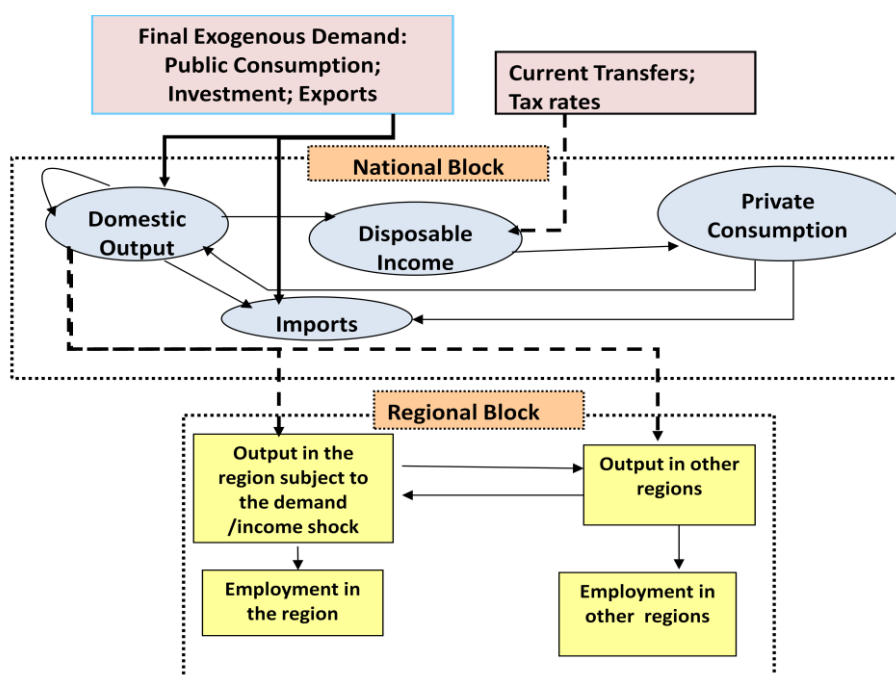 Final Exogenous Demand:
Public Consumption;
Investment; Exports
Current Transfers;
Tax rates
National Block
Domestic
Output
Disposable
Income
Private
Consumption
Imports
Regional Block
Output in the
region subject to
the demand
/income shock
Output in other
regions
Employment in
the region
Employment in
other regions